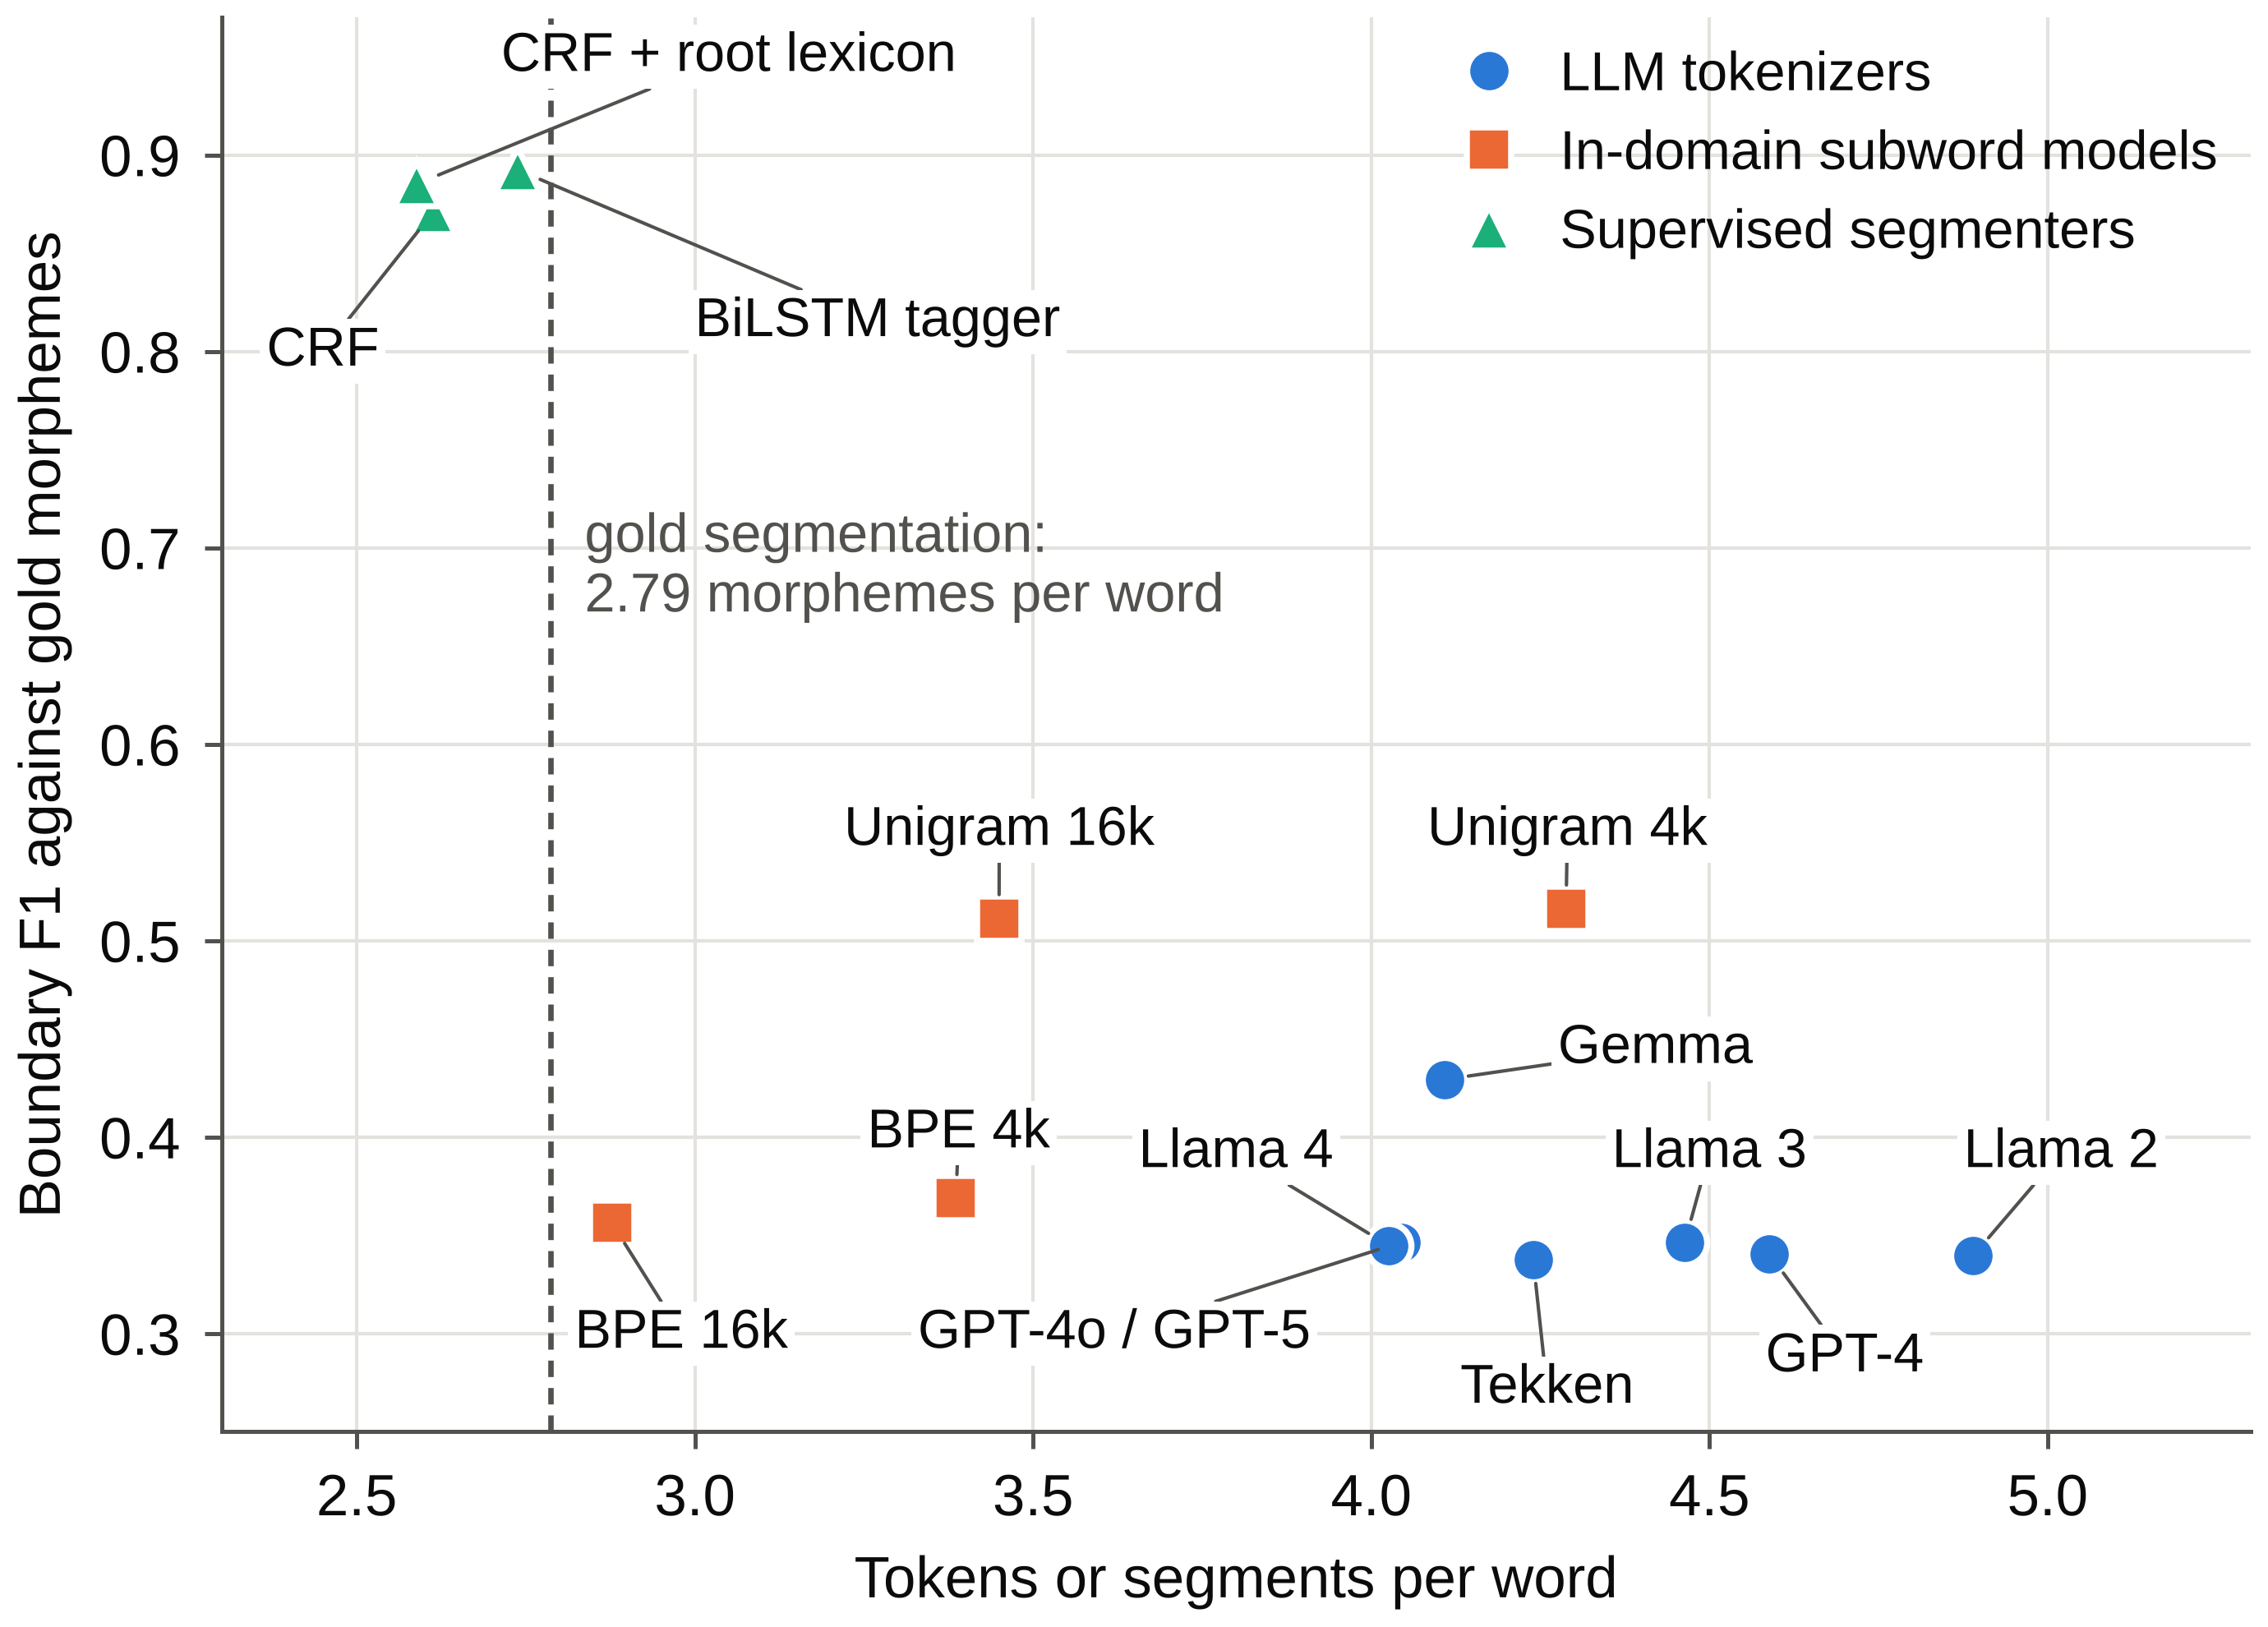 CRF + root lexicon
LLM tokenizers
In-domain subword models
Supervised segmenters
BiLSTM tagger
CRF
gold segmentation:
2.79 morphemes per word
Unigram 16k
Unigram 4k
Gemma
BPE 4k
Llama 4
Llama 3
Llama 2
BPE 16k
GPT-4o / GPT-5
GPT-4
Tekken
0.9
0.8
0.7
0.6
0.5
0.4
0.3
Boundary F1 against gold morphemes
2.5
3.0
3.5
4.0
4.5
5.0
Tokens or segments per word